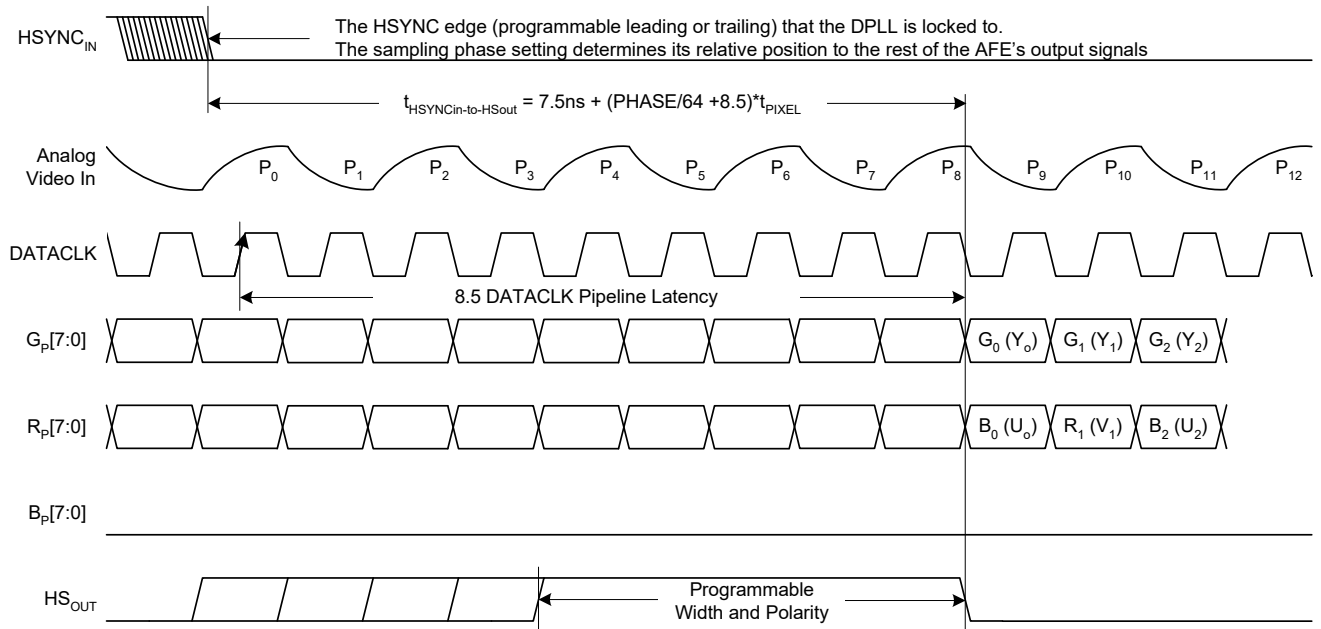 HSYNC_IN
The HSYNC edge (programmable leading or trailing) that the DPLL is locked to.
The sampling phase setting determines its relative position to the rest of the AFE's output signals
t_HSYNCin-to-HSout = 7.5ns + (PHASE/64 +8.5)*t_PIXEL
Analog
Video In
P_0 P_1 P_2 P_3 P_4 P_5 P_6 P_7 P_8 P_9 P_10 P_11 P_12
DATACLK
8.5 DATACLK Pipeline Latency
G_P[7:0]
G_0 (Y_o) G_1 (Y_1) G_2 (Y_2)
R_P[7:0]
B_0 (U_o) R_1 (V_1) B_2 (U_2)
B_P[7:0]
HS_OUT
Programmable
Width and Polarity